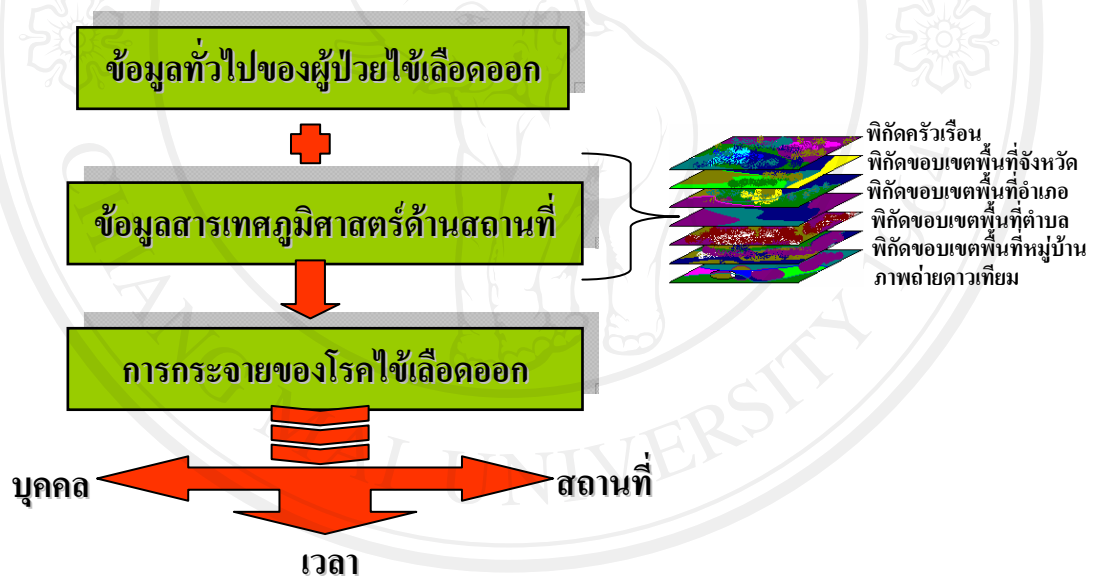 ข้อมูลทั่วไปของผู้ป่วยไข้เลือดออก
ข้อมูลสารเทศภูมิศาสตร์ด้านสถานที่
พิกัดครัวเรือน
พิกัดขอบเขตพื้นที่จังหวัด
พิกัดขอบเขตพื้นที่อำเภอ
พิกัดขอบเขตพื้นที่ตำบล
พิกัดขอบเขตพื้นที่หมู่บ้าน
ภาพถ่ายดาวเทียม
การกระจายของโรคไข้เลือดออก
บุคคล
สถานที่
เวลา
CHIANG MAI UNIVERSITY